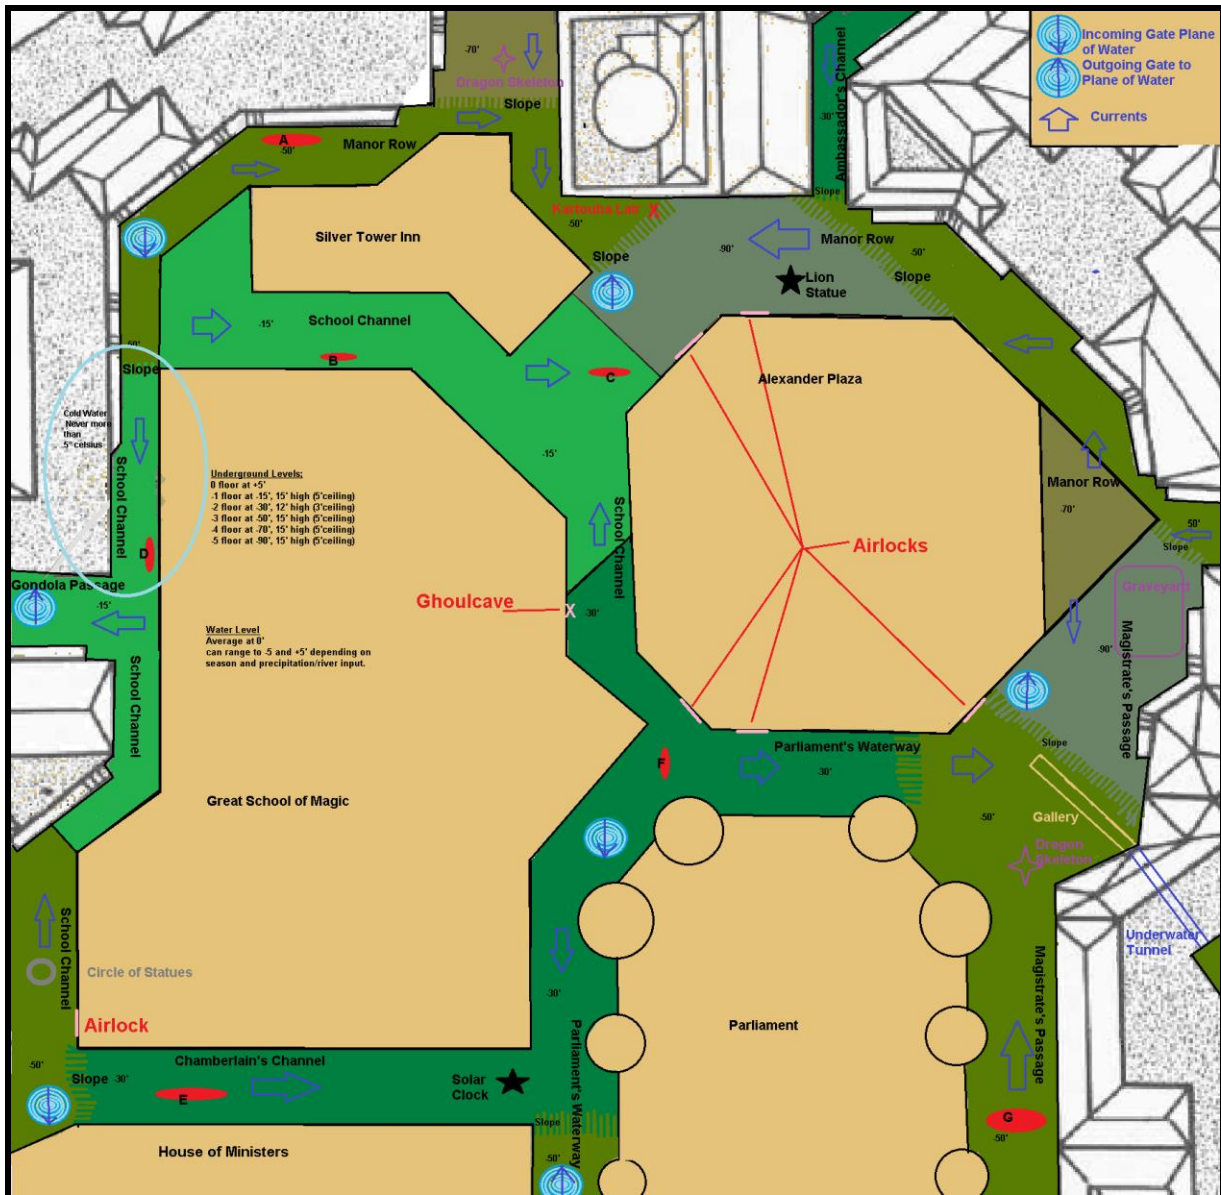 Incoming Gate Plane
of Water
Outgoing Gate to
Plane of Water
Currents
-70'
Dragon Skeleton
Slope
Ambassador's Channel
-30'
Slope
A
-50'
Manor Row
Kartouba Lair X
-50'
Slope
Silver Tower Inn
-90'
Manor Row
-50'
Slope
Lion
Statue
-15'
School Channel
B
C
Alexander Plaza
50'
Slope
Cold Water
Never more
than
5° celsius
School Channel
D
-15'
Underground Levels:
0 floor at +5'
-1 floor at -15', 15' high (5'ceiling)
-2 floor at -30', 12' high (3'ceiling)
-3 floor at -50', 15' high (5'ceiling)
-4 floor at -70', 15' high (5'ceiling)
-5 floor at -90', 15' high (5'ceiling)
School Channel
Manor Row
-70'
50'
Slope
Airlocks
Gondola Passage
-15'
Ghoulcave
X
-30'
Graveyard
-90'
Magistrate's Passage
Water Level
Average at 0'
can range to -5 and +5' depending on
season and precipitation/river input.
School Channel
F
Parliament's Waterway
-30'
Slope
Great School of Magic
-50'
Gallery
Dragon
Skeleton
Underwater
Tunnel
School Channel
Circle of Statues
-30'
Magistrate's Passage
Airlock
Parliament
Parliament's Waterway
Chamberlain's Channel
-50'
Slope
-30'
E
Solar
Clock
Slope
G
-50'
House of Ministers
-50'